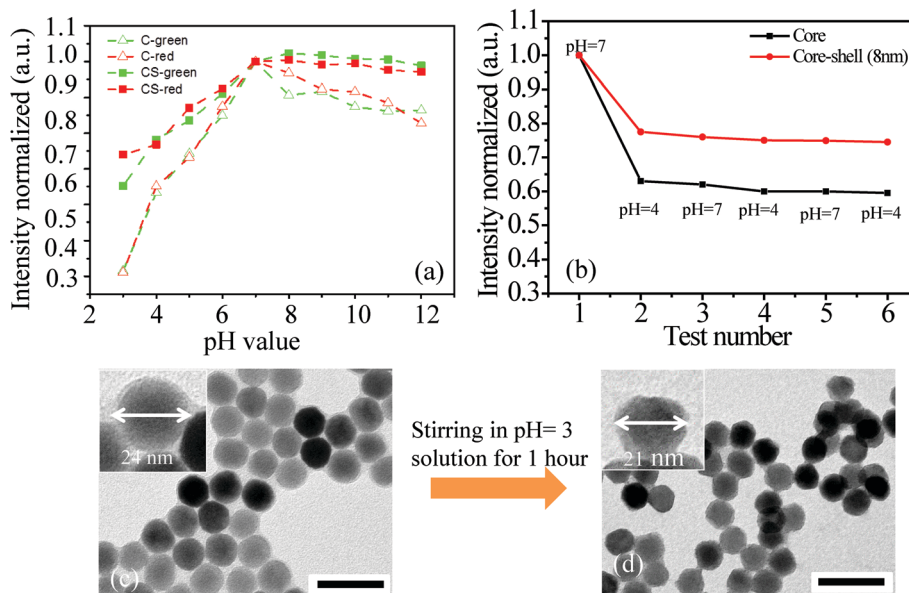 Intensity normalized (a.u.)
1.1
1.0
0.9
0.8
0.6
0.5
0.4
0.3
C-green
C-red
CS-green
CS-red
(a)
2 4 6 8 10 12
pH value
Intensity normalized (a.u.)
1.1
1.0
0.9
0.8
0.7
0.6
0.5
0.4
0.3
Core
Core-shell (8nm)
pH=7
pH=4 pH=7 pH=4 pH=7 pH=4
(b)
1 2 3 4 5 6
Test number
24 nm
(c)
Stirring in pH= 3
solution for 1 hour
21 nm
(d)